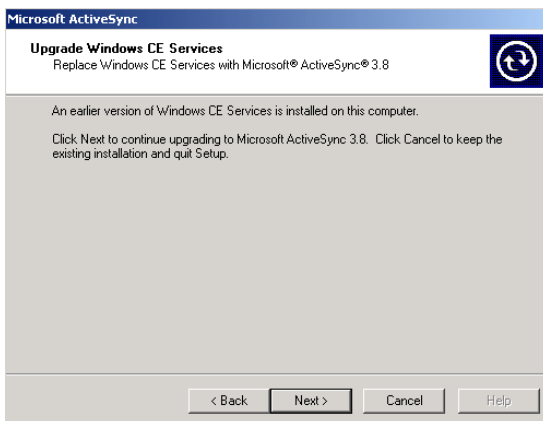 Microsoft ActiveSync
Upgrade Windows CE Services
Replace Windows CE Services with Microsoft® ActiveSync® 3.8
An earlier version of Windows CE Services is installed on this computer.
Click Next to continue upgrading to Microsoft ActiveSync 3.8. Click Cancel to keep the
existing installation and quit Setup.
< Back Next > Cancel Help